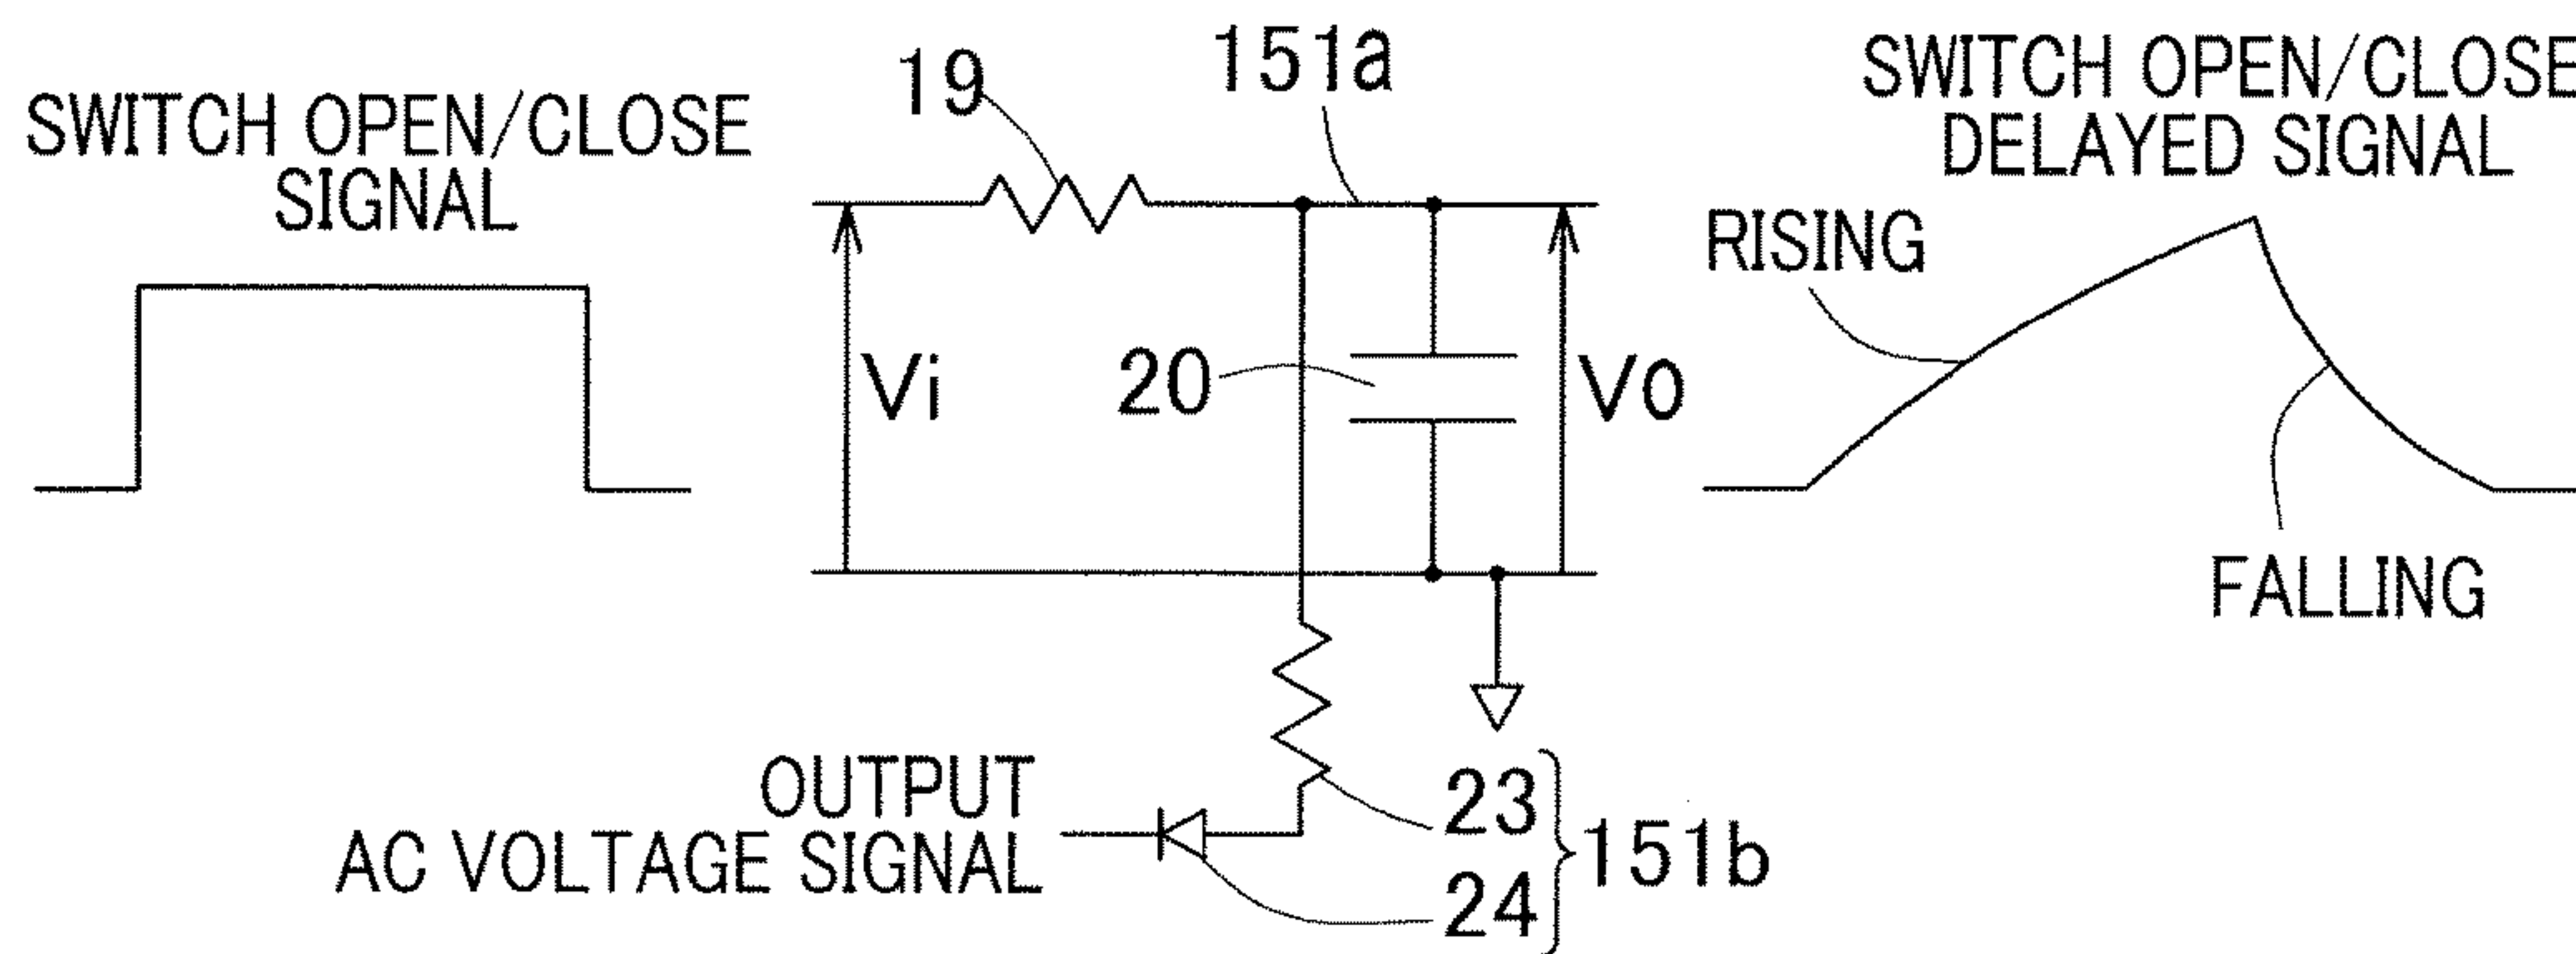 SWITCH OPEN/CLOSE
SIGNAL
19
151a
SWITCH OPEN/CLOSE
DELAYED SIGNAL
RISING
Vi
20
Vo
FALLING
OUTPUT
AC VOLTAGE SIGNAL
23
24
151b